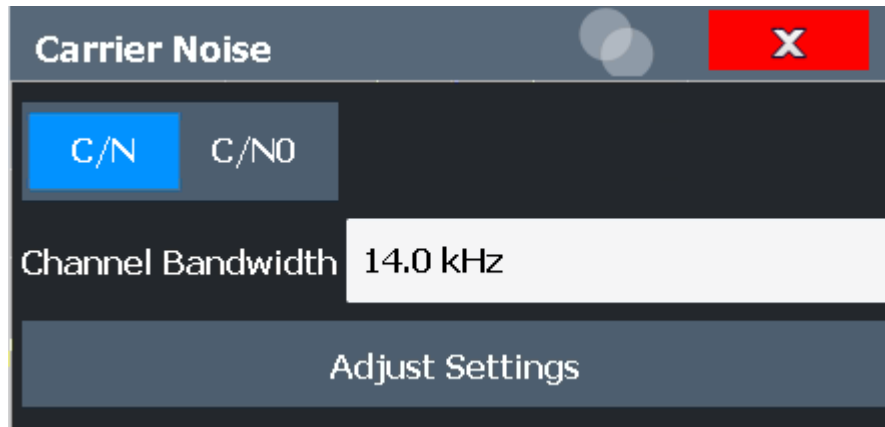 Carrier Noise X
C/N C/N0
Channel Bandwidth 14.0 kHz
Adjust Settings